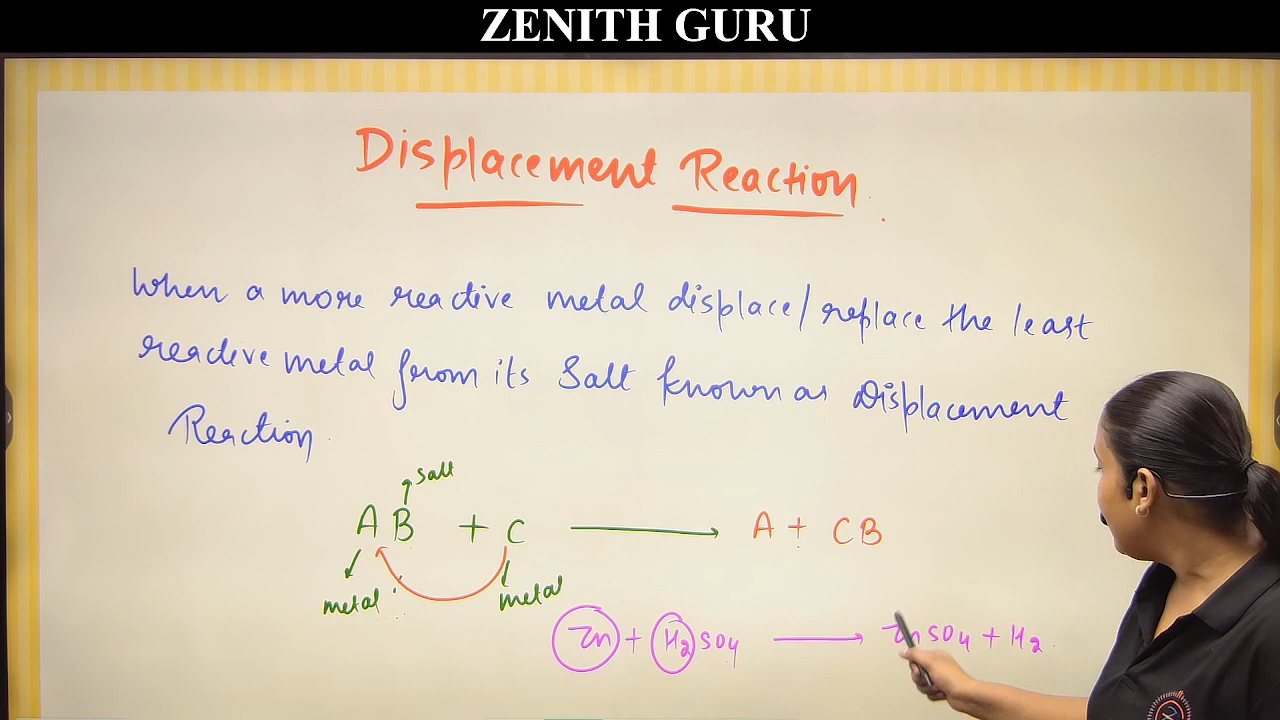 ZENITH GURU
Displacement Reaction.
When a more reactive metal displace/replace the least
reactive metal from its Salt known as Displacement
Reaction.
Salt
AB + C → A + CB
metal metal
Zn + H₂SO₄ → ZnSO₄ + H₂